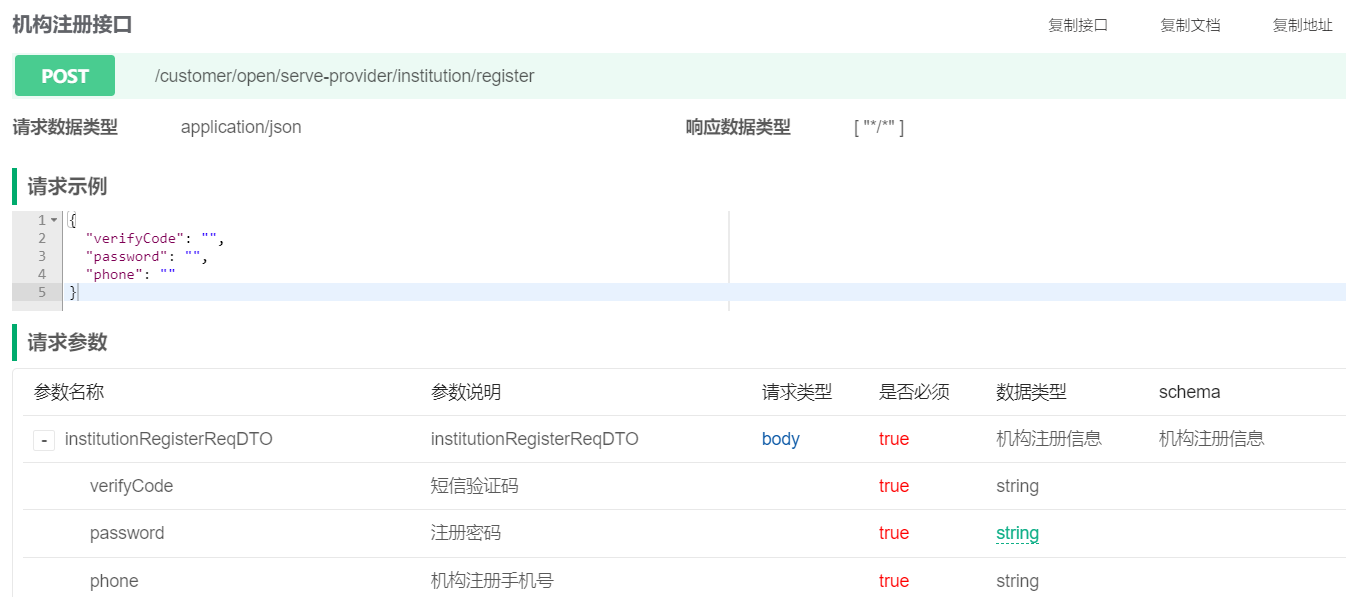 机构注册接口 复制接口 复制文档 复制地址
POST /customer/open/serve-provider/institution/register
请求数据类型 application/json 响应数据类型 [ "*/*" ]
请求示例
1 {
2 "verifyCode": "",
3 "password": "",
4 "phone": ""
5 }
请求参数
参数名称 参数说明 请求类型 是否必须 数据类型 schema
- institutionRegisterReqDTO institutionRegisterReqDTO body true 机构注册信息 机构注册信息
verifyCode 短信验证码 true string
password 注册密码 true string
phone 机构注册手机号 true string